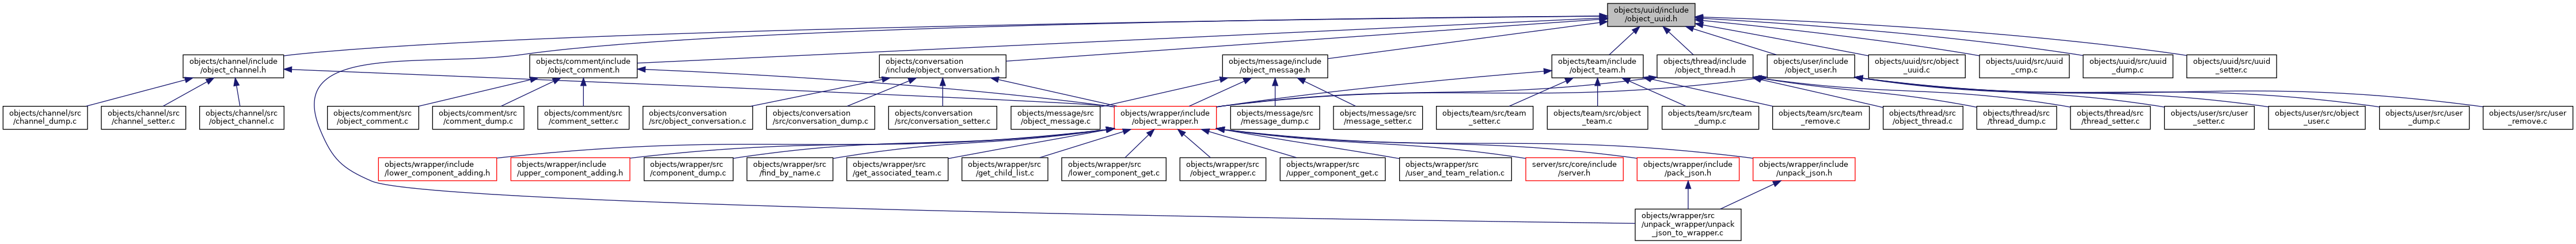 objects/uuid/include
/object_uuid.h
objects/channel/include
/object_channel.h
objects/comment/include
/object_comment.h
objects/conversation
/include/object_conversation.h
objects/message/include
/object_message.h
objects/team/include
/object_team.h
objects/thread/include
/object_thread.h
objects/user/include
/object_user.h
objects/uuid/src/object
_uuid.c
objects/uuid/src/uuid
_cmp.c
objects/uuid/src/uuid
_dump.c
objects/uuid/src/uuid
_setter.c
objects/channel/src
/channel_dump.c
objects/channel/src
/channel_setter.c
objects/channel/src
/object_channel.c
objects/comment/src
/object_comment.c
objects/comment/src
/comment_dump.c
objects/comment/src
/comment_setter.c
objects/conversation
/src/object_conversation.c
objects/conversation
/src/conversation_dump.c
objects/conversation
/src/conversation_setter.c
objects/message/src
/object_message.c
objects/wrapper/include
/object_wrapper.h
objects/message/src
/message_dump.c
objects/message/src
/message_setter.c
objects/team/src/team
_setter.c
objects/team/src/object
_team.c
objects/team/src/team
_dump.c
objects/team/src/team
_remove.c
objects/thread/src
/object_thread.c
objects/thread/src
/thread_dump.c
objects/thread/src
/thread_setter.c
objects/user/src/user
_setter.c
objects/user/src/object
_user.c
objects/user/src/user
_dump.c
objects/user/src/user
_remove.c
objects/wrapper/include
/lower_component_adding.h
objects/wrapper/include
/upper_component_adding.h
objects/wrapper/src
/component_dump.c
objects/wrapper/src
/find_by_name.c
objects/wrapper/src
/get_associated_team.c
objects/wrapper/src
/get_child_list.c
objects/wrapper/src
/lower_component_get.c
objects/wrapper/src
/object_wrapper.c
objects/wrapper/src
/upper_component_get.c
objects/wrapper/src
/user_and_team_relation.c
server/src/core/include
/server.h
objects/wrapper/include
/pack_json.h
objects/wrapper/include
/unpack_json.h
objects/wrapper/src
/unpack_wrapper/unpack
_json_to_wrapper.c